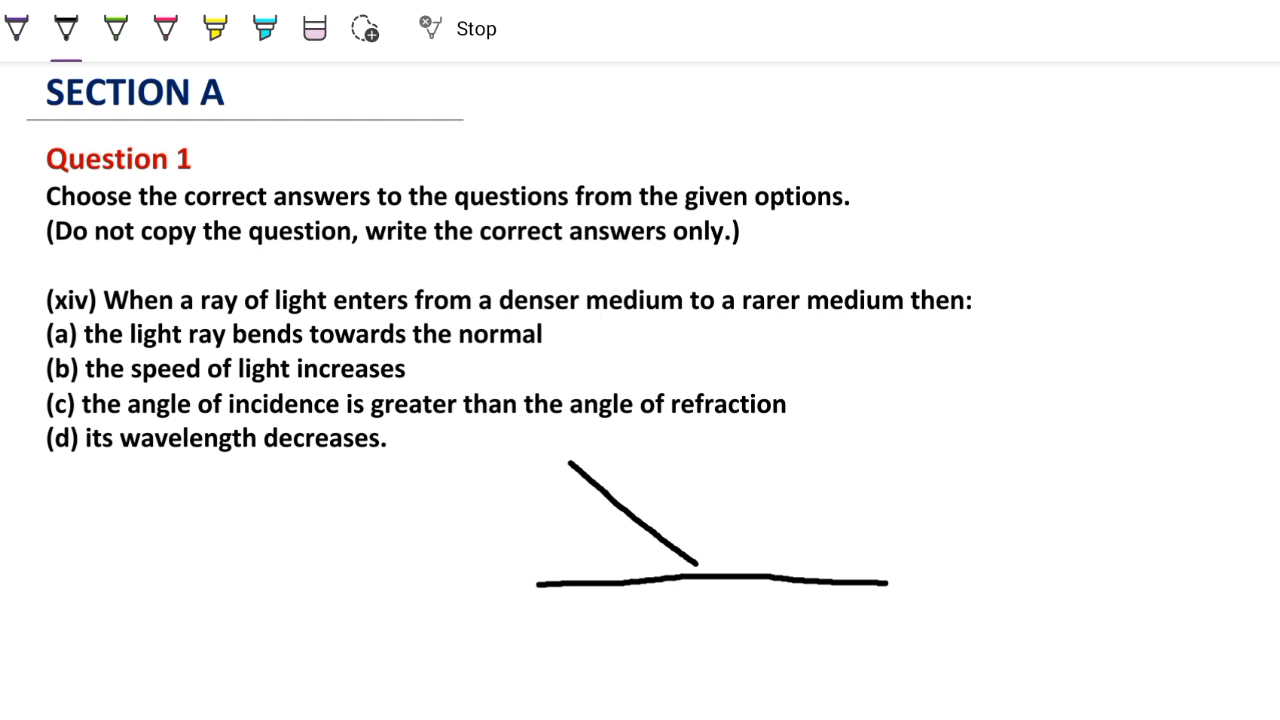 Stop
SECTION A
Question 1
Choose the correct answers to the questions from the given options.
(Do not copy the question, write the correct answers only.)
(xiv) When a ray of light enters from a denser medium to a rarer medium then:
(a) the light ray bends towards the normal
(b) the speed of light increases
(c) the angle of incidence is greater than the angle of refraction
(d) its wavelength decreases.